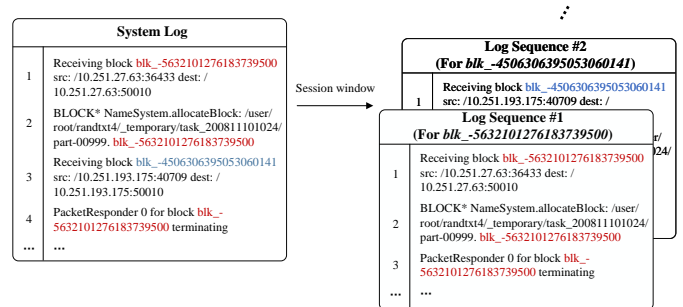 System Log
1
Receiving block blk_-5632101276183739500
src: /10.251.27.63:36433 dest: /
10.251.27.63:50010
2
BLOCK* NameSystem.allocateBlock: /user/
root/randtxt4/_temporary/task_200811101024/
part-00999. blk_-5632101276183739500
3
Receiving block blk_-4506306395053060141
src: /10.251.193.175:40709 dest: /
10.251.193.175:50010
4
PacketResponder 0 for block blk_-
5632101276183739500 terminating
...
...
Session window
...
Log Sequence #2
(For blk_-4506306395053060141)
1
Receiving block blk_-4506306395053060141
src: /10.251.193.175:40709 dest: /
Log Sequence #1
(For blk_-5632101276183739500)
1
Receiving block blk_-5632101276183739500
src: /10.251.27.63:36433 dest: /
10.251.27.63:50010
2
BLOCK* NameSystem.allocateBlock: /user/
root/randtxt4/_temporary/task_200811101024/
part-00999. blk_-5632101276183739500
3
PacketResponder 0 for block blk_-
5632101276183739500 terminating
...
...